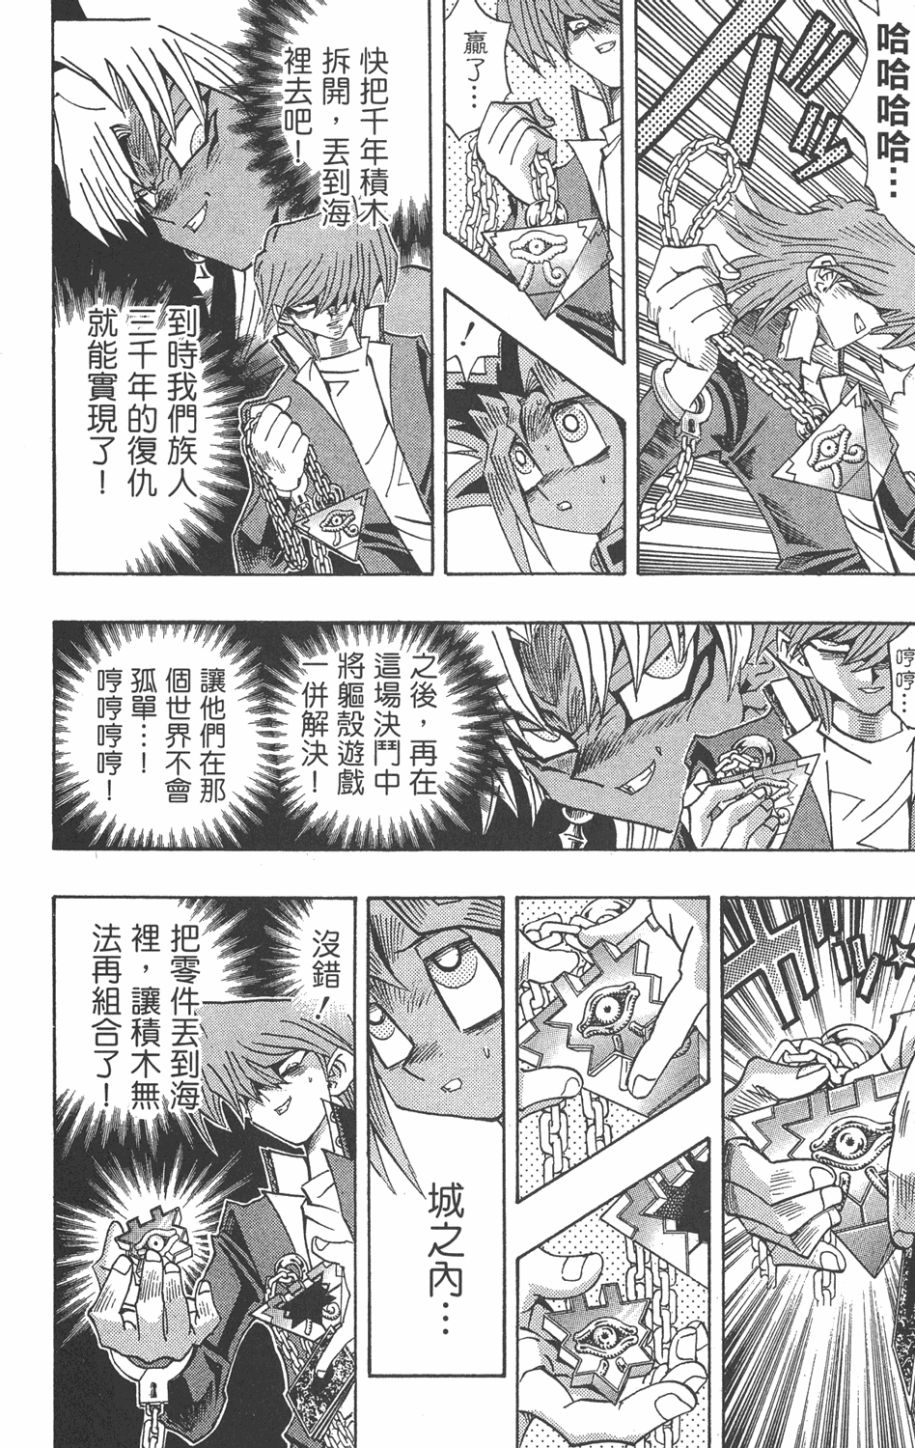 哈哈哈哈…
贏了…
！
快把千年積木
拆開，丟到海
裡去吧！
到時我們族人
三千年的復仇
就能實現了！
哼
哼…
之後，再在
這場決鬥中
將軀殼遊戲
一併解決！
讓他們在那
個世界不會
孤單…！
哼哼哼哼！
城之內…
沒錯！
把零件丟到海
裡，讓積木無
法再組合了！